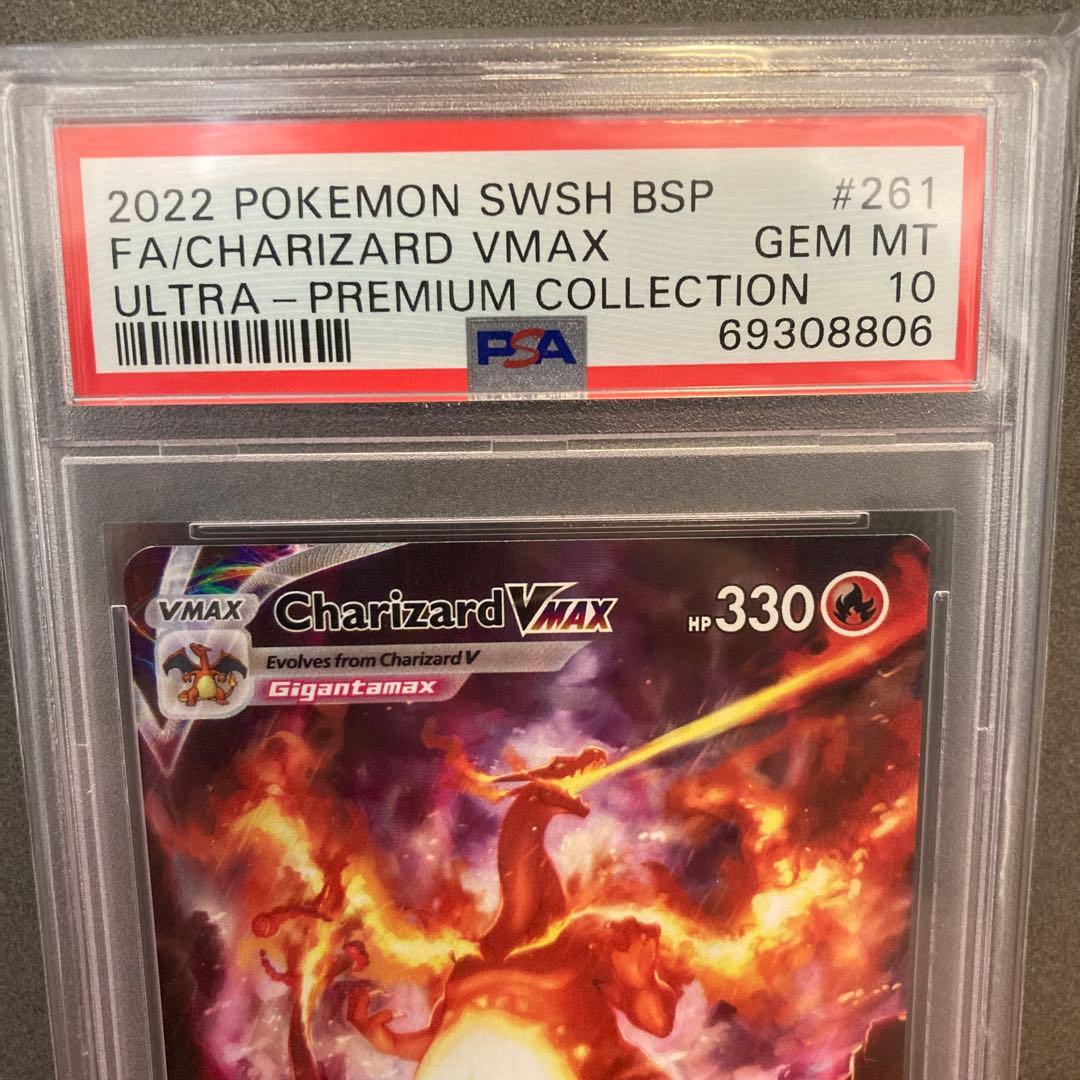 2022 POKEMON SWSH BSP #261
FA/CHARIZARD VMAX GEM MT
ULTRA-PREMIUM COLLECTION 10
PSA 69308806
VMAX Charizard VMAX HP 330
Evolves from Charizard V
Gigantamax